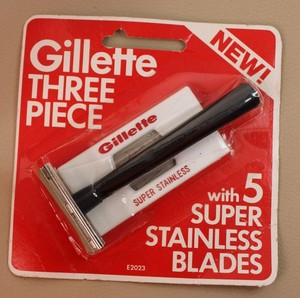 NEW!
Gillette
THREE
PIECE
Gillette
SUPER STAINLESS
with 5
SUPER
STAINLESS
BLADES
E2023